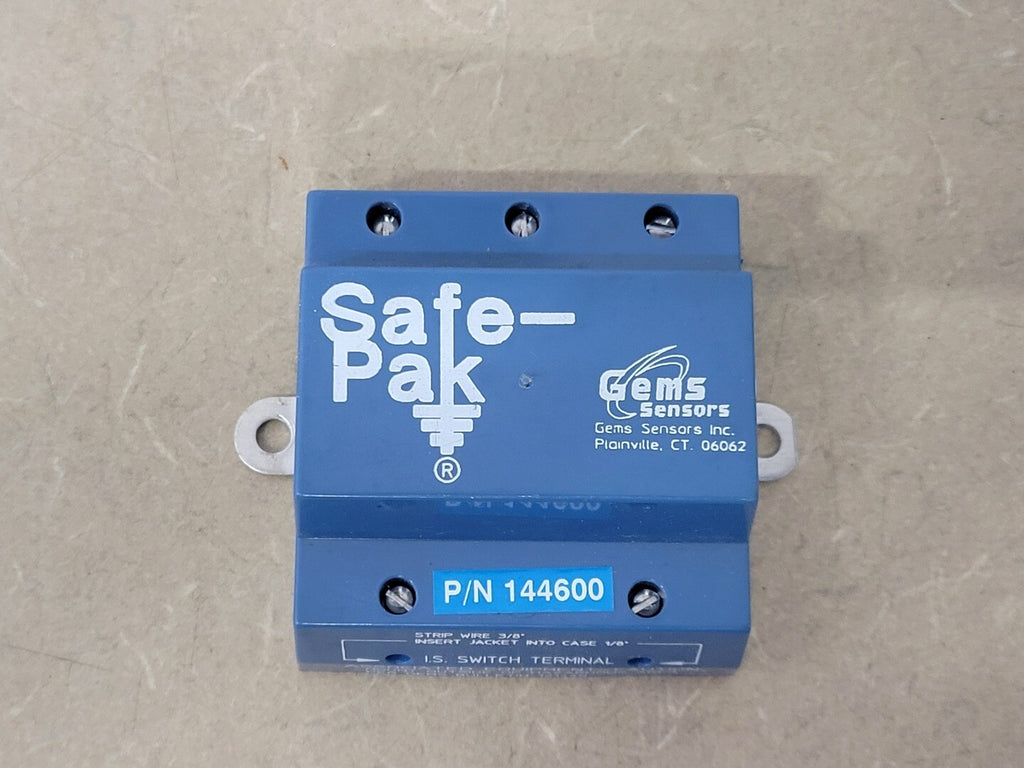 Safe-
Pak
®
Gems
Sensors
Gems Sensors Inc.
Plainville, CT. 06062
P/N 144600
STRIP WIRE 3/8"
INSERT JACKET INTO CASE 1/8"
I.S. SWITCH TERMINAL